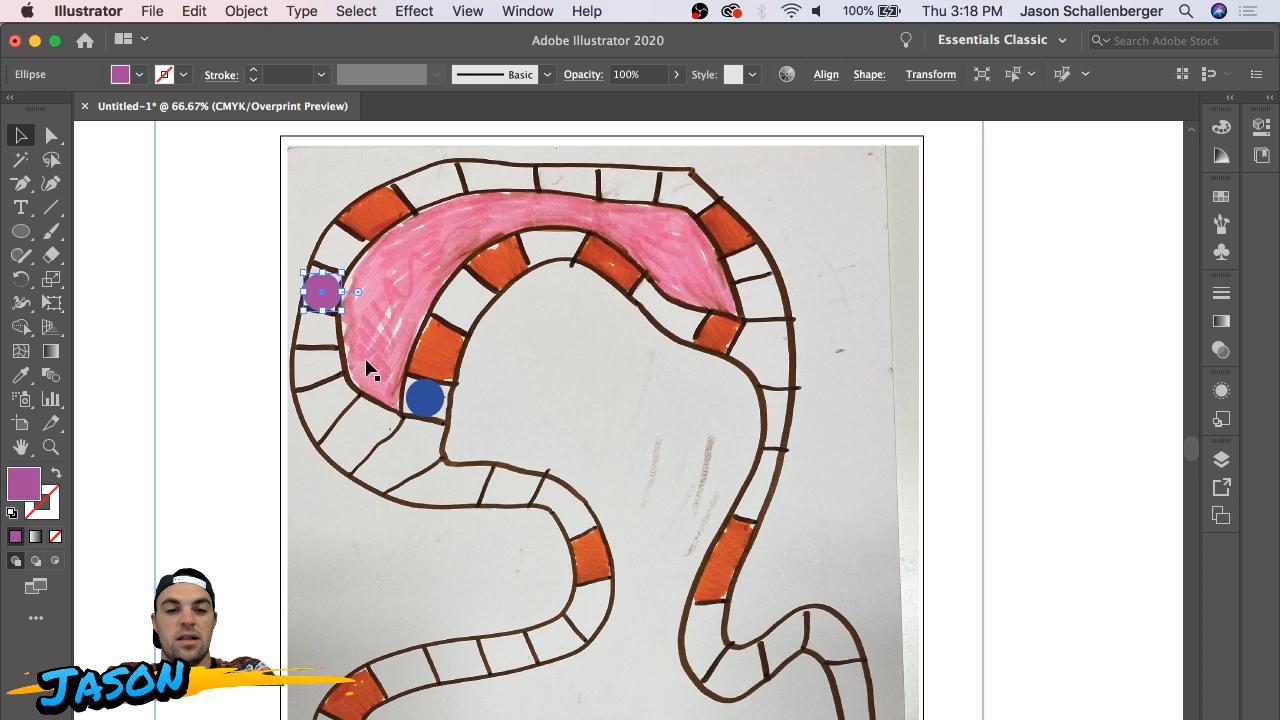 Illustrator File Edit Object Type Select Effect View Window Help 100% Thu 3:18 PM Jason Schallenberger
Adobe Illustrator 2020 Essentials Classic Search Adobe Stock
Ellipse Stroke: Basic Opacity: 100% Style: Align Shape: Transform
Untitled-1* @ 66.67% (CMYK/Overprint Preview)
JASON